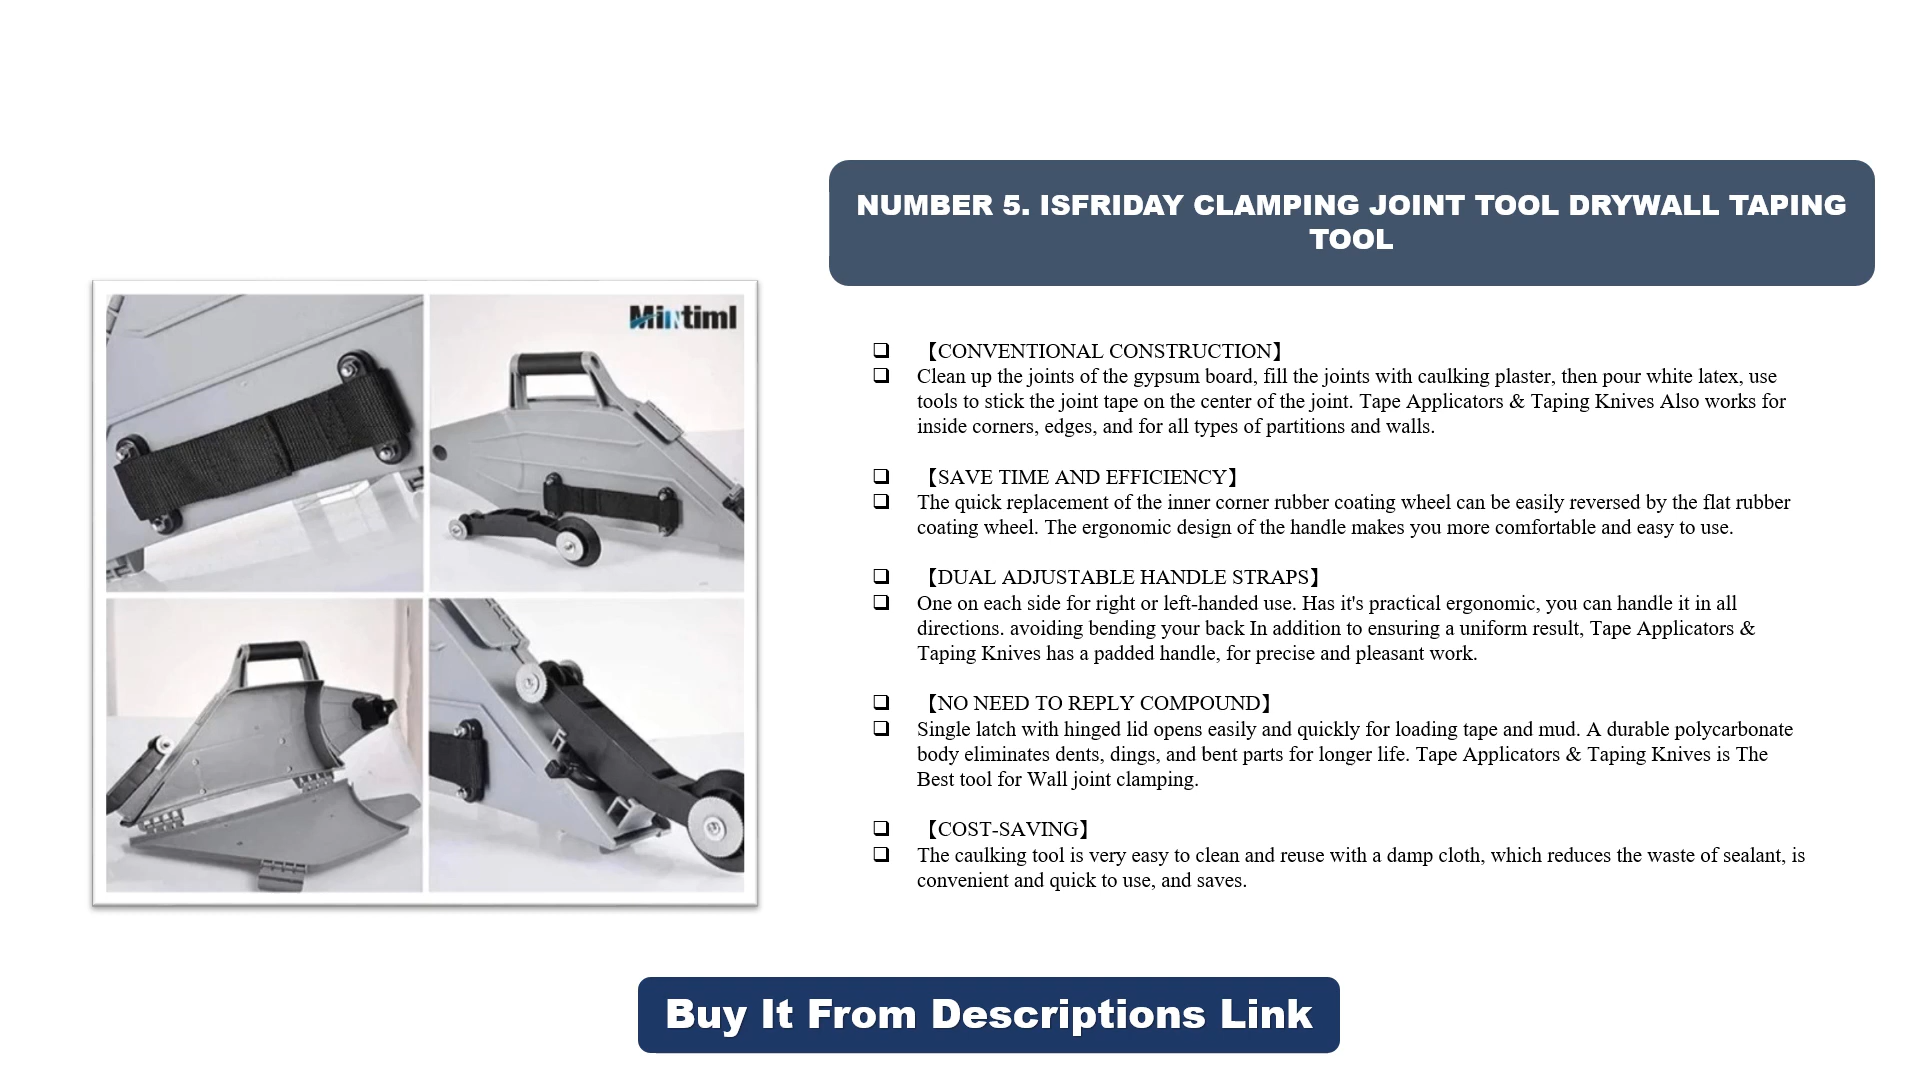 NUMBER 5. ISFRIDAY CLAMPING JOINT TOOL DRYWALL TAPING
TOOL
Mintiml
❑ 【CONVENTIONAL CONSTRUCTION】
❑ Clean up the joints of the gypsum board, fill the joints with caulking plaster, then pour white latex, use
tools to stick the joint tape on the center of the joint. Tape Applicators & Taping Knives Also works for
inside corners, edges, and for all types of partitions and walls.
❑ 【SAVE TIME AND EFFICIENCY】
❑ The quick replacement of the inner corner rubber coating wheel can be easily reversed by the flat rubber
coating wheel. The ergonomic design of the handle makes you more comfortable and easy to use.
❑ 【DUAL ADJUSTABLE HANDLE STRAPS】
❑ One on each side for right or left-handed use. Has it's practical ergonomic, you can handle it in all
directions. avoiding bending your back In addition to ensuring a uniform result, Tape Applicators &
Taping Knives has a padded handle, for precise and pleasant work.
❑ 【NO NEED TO REPLY COMPOUND】
❑ Single latch with hinged lid opens easily and quickly for loading tape and mud. A durable polycarbonate
body eliminates dents, dings, and bent parts for longer life. Tape Applicators & Taping Knives is The
Best tool for Wall joint clamping.
❑ 【COST-SAVING】
❑ The caulking tool is very easy to clean and reuse with a damp cloth, which reduces the waste of sealant, is
convenient and quick to use, and saves.
Buy It From Descriptions Link